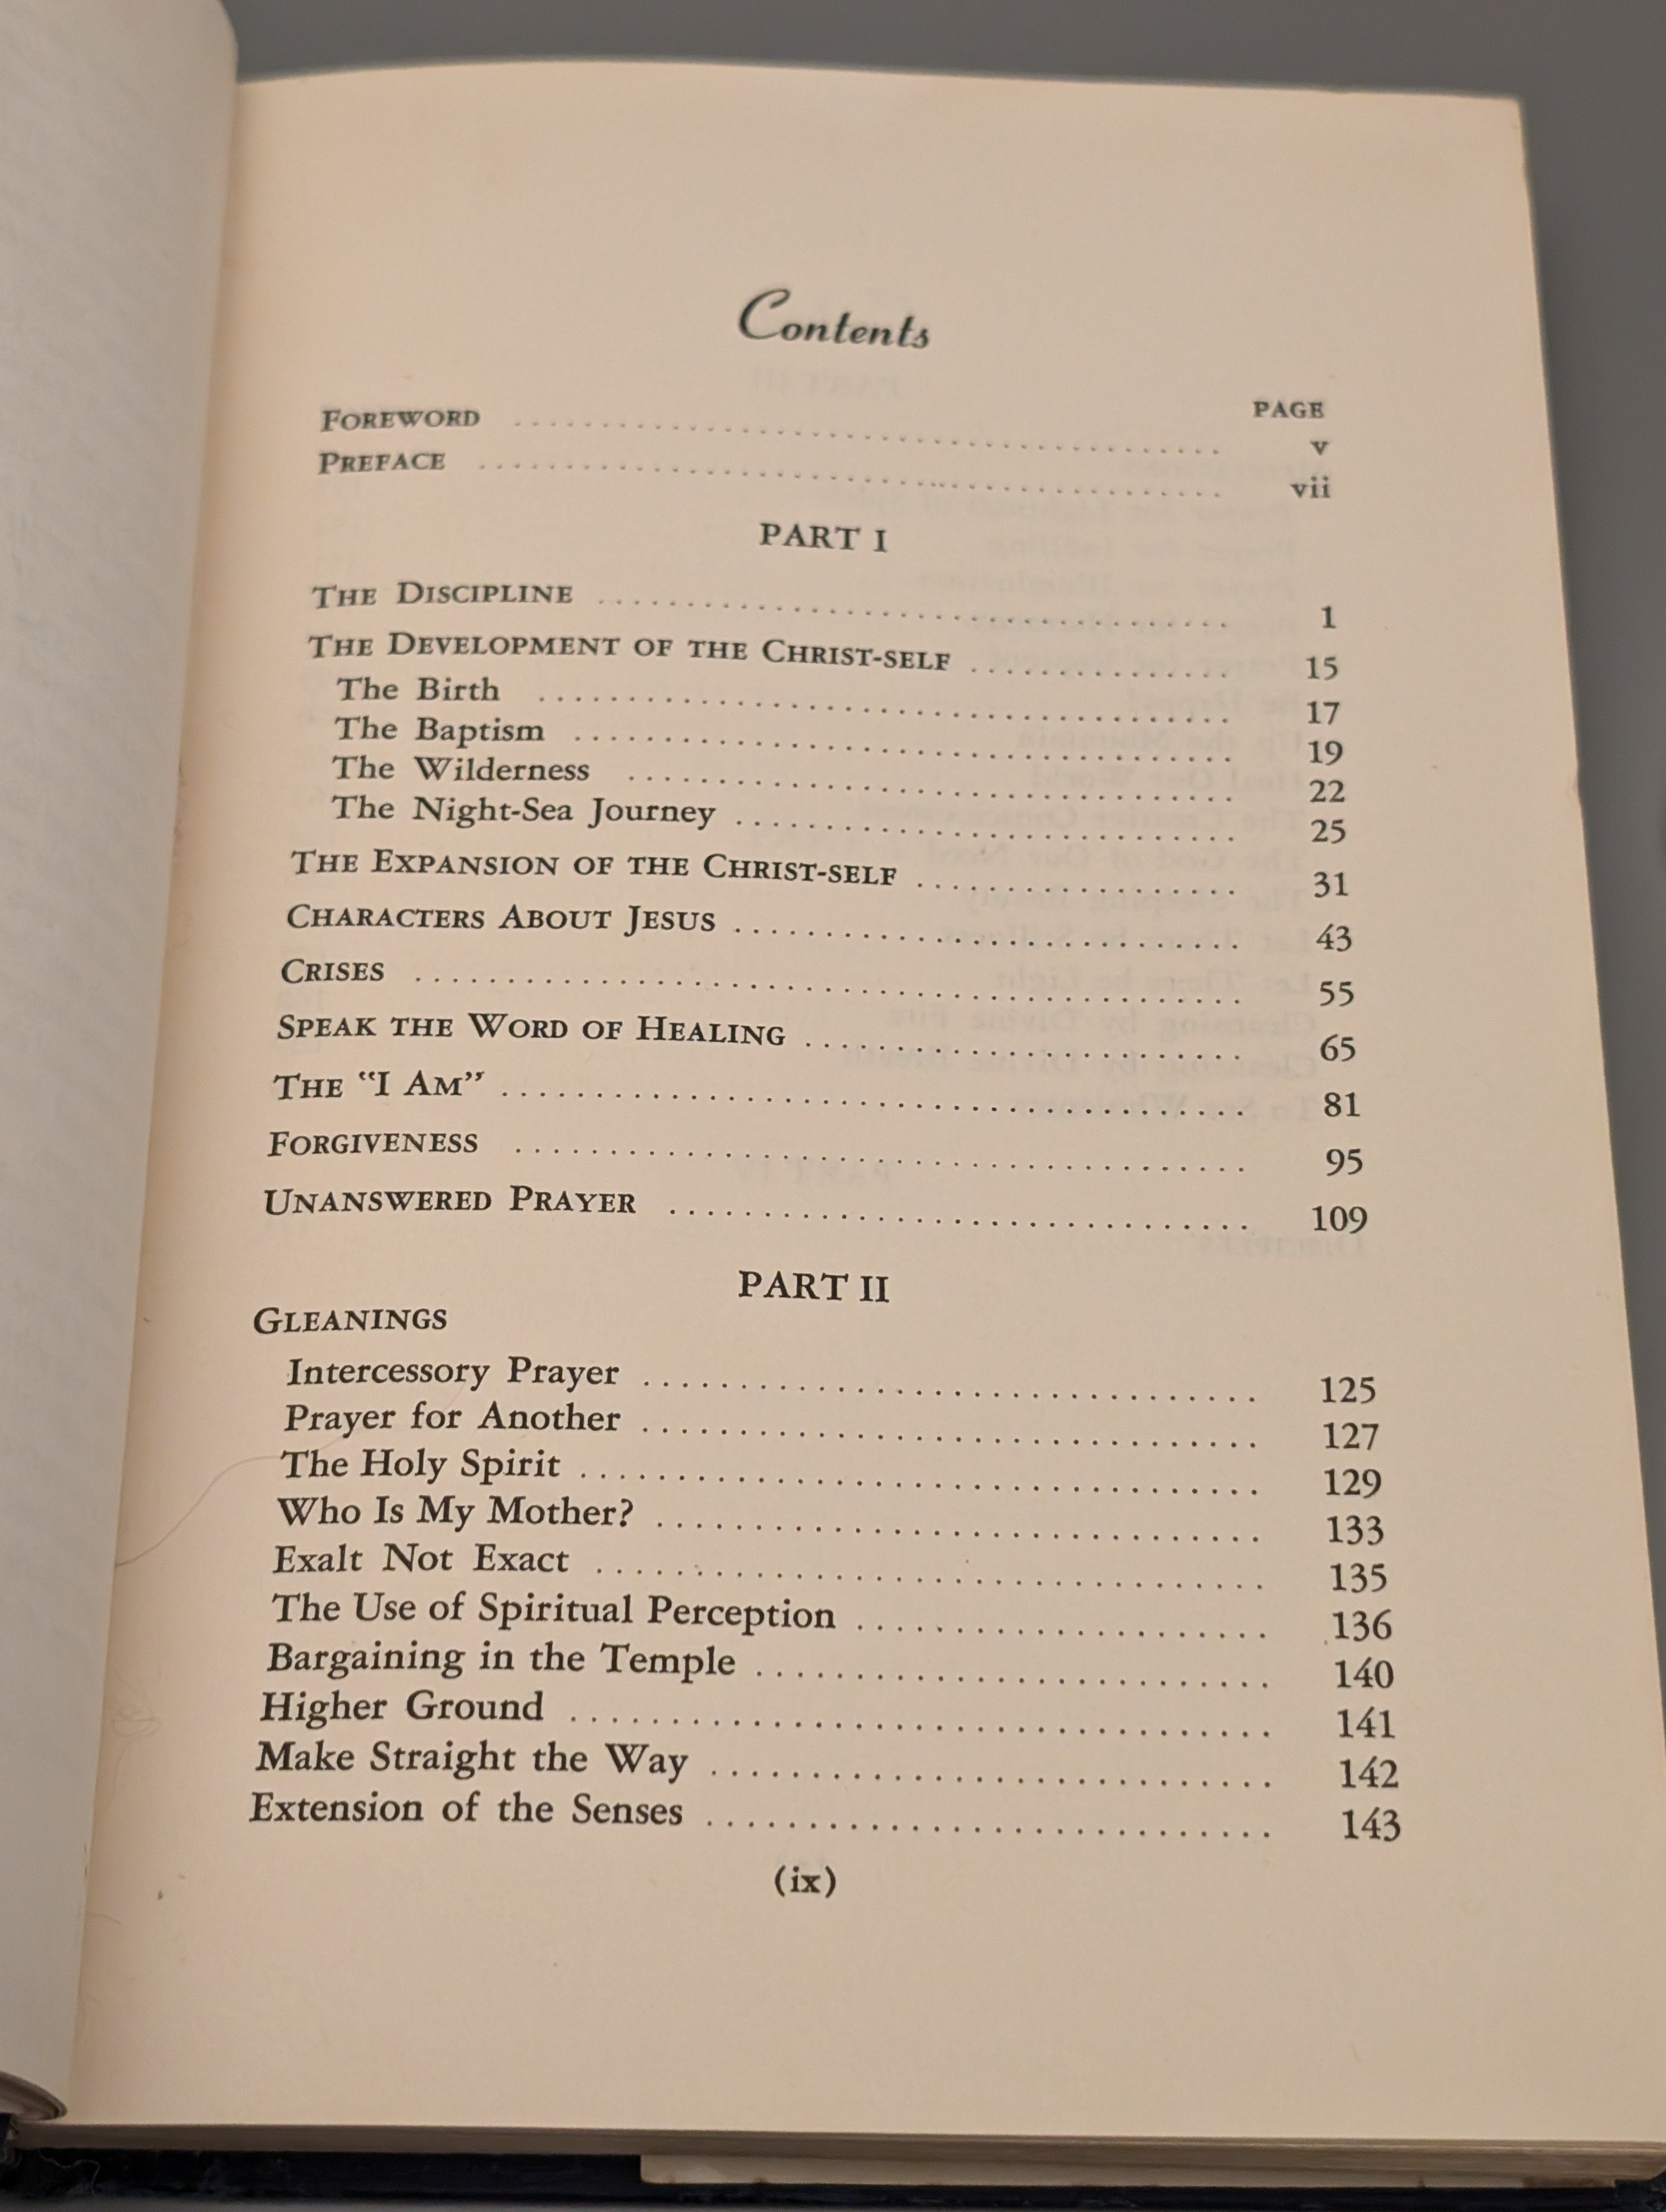 Contents
PAGE
FOREWORD ........................................ v
PREFACE ........................................ vii
PART I
THE DISCIPLINE ........................................ 1
THE DEVELOPMENT OF THE CHRIST-SELF ............... 15
The Birth ........................................ 17
The Baptism ...................................... 19
The Wilderness ................................... 22
The Night-Sea Journey ............................ 25
THE EXPANSION OF THE CHRIST-SELF ................. 31
CHARACTERS ABOUT JESUS ........................... 43
CRISES ........................................... 55
SPEAK THE WORD OF HEALING ........................ 65
THE "I AM" ....................................... 81
FORGIVENESS ...................................... 95
UNANSWERED PRAYER ................................ 109
PART II
GLEANINGS
Intercessory Prayer .............................. 125
Prayer for Another ............................... 127
The Holy Spirit .................................. 129
Who Is My Mother? ................................ 133
Exalt Not Exact .................................. 135
The Use of Spiritual Perception .................. 136
Bargaining in the Temple ......................... 140
Higher Ground .................................... 141
Make Straight the Way ............................ 142
Extension of the Senses .......................... 143
(ix)